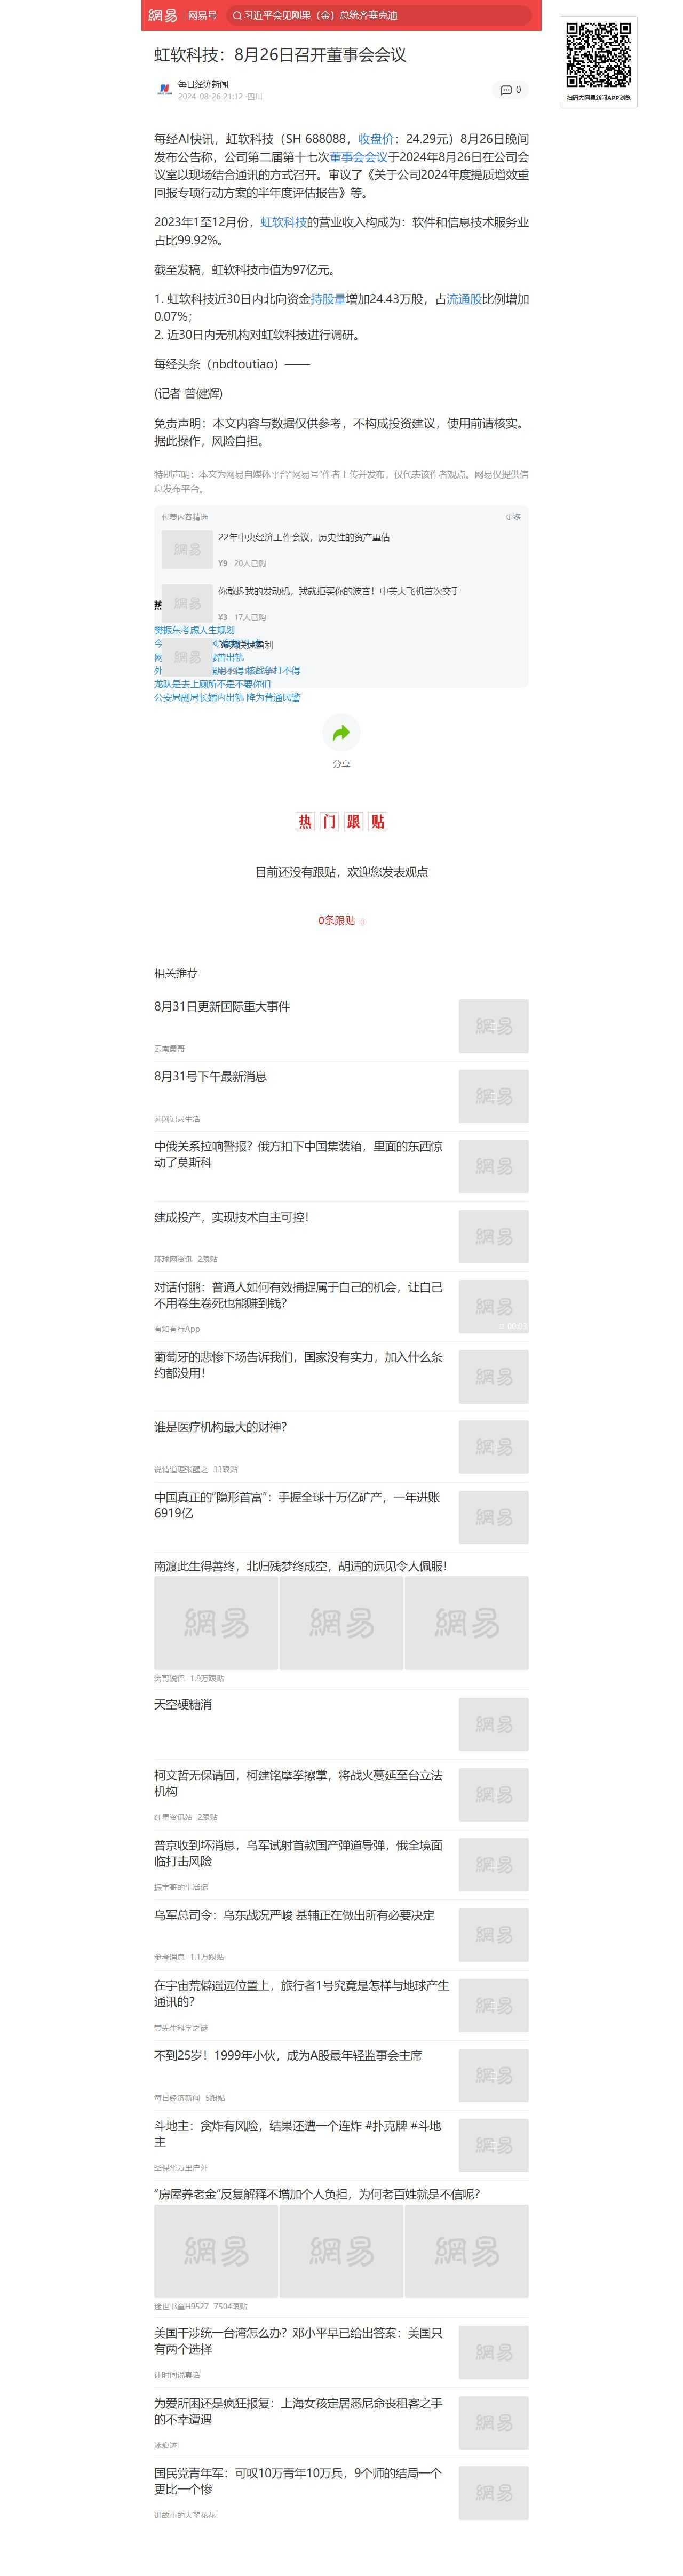 網易 网易号 习近平会见刚果（金）总统齐塞克迪
扫码去网易新闻APP浏览
虹软科技：8月26日召开董事会会议
每日经济新闻
2024-08-26 21:12 ·四川
0
每经AI快讯，虹软科技（SH 688088，收盘价：24.29元）8月26日晚间
发布公告称，公司第二届第十七次董事会会议于2024年8月26日在公司会
议室以现场结合通讯的方式召开。审议了《关于公司2024年度提质增效重
回报专项行动方案的半年度评估报告》等。
2023年1至12月份，虹软科技的营业收入构成为：软件和信息技术服务业
占比99.92%。
截至发稿，虹软科技市值为97亿元。
1. 虹软科技近30日内北向资金持股量增加24.43万股，占流通股比例增加
0.07%；
2. 近30日内无机构对虹软科技进行调研。
每经头条（nbdtoutiao）——
(记者 曾健辉)
免责声明：本文内容与数据仅供参考，不构成投资建议，使用前请核实。
据此操作，风险自担。
特别声明：本文为网易自媒体平台“网易号”作者上传并发布，仅代表该作者观点。网易仅提供信
息发布平台。
付费内容精选 更多
22年中央经济工作会议，历史性的资产重估
¥9 20人已购
你敢拆我的发动机，我就拒买你的波音！中美大飞机首次交手
¥3 17人已购
热
樊振东考虑人生规划
36天快速盈利
龙队是去上厕所不是不要你们
公安局副局长婚内出轨 降为普通民警
分享
热门跟贴
目前还没有跟贴，欢迎您发表观点
0条跟贴
相关推荐
8月31日更新国际重大事件
云南费哥
8月31号下午最新消息
圆圆记录生活
中俄关系拉响警报？俄方扣下中国集装箱，里面的东西惊
动了莫斯科
建成投产，实现技术自主可控！
环球网资讯 2跟贴
对话付鹏：普通人如何有效捕捉属于自己的机会，让自己
不用卷生卷死也能赚到钱？
有知有行App
葡萄牙的悲惨下场告诉我们，国家没有实力，加入什么条
约都没用！
谁是医疗机构最大的财神？
说情道理张醒之 33跟贴
中国真正的“隐形首富”：手握全球十万亿矿产，一年进账
6919亿
南渡此生得善终，北归残梦终成空，胡适的远见令人佩服！
涛哥锐评 1.9万跟贴
天空硬糖消
柯文哲无保请回，柯建铭摩拳擦掌，将战火蔓延至台立法
机构
红星资讯站 2跟贴
普京收到坏消息，乌军试射首款国产弹道导弹，俄全境面
临打击风险
振宇哥的生活记
乌军总司令：乌东战况严峻 基辅正在做出所有必要决定
参考消息 1.1万跟贴
在宇宙荒僻遥远位置上，旅行者1号究竟是怎样与地球产生
通讯的？
雷先生科学之谜
不到25岁！1999年小伙，成为A股最年轻监事会主席
每日经济新闻 5跟贴
斗地主：贪炸有风险，结果还遭一个连炸 #扑克牌 #斗地
主
圣保华万里户外
“房屋养老金”反复解释不增加个人负担，为何老百姓就是不信呢？
迷世书童H9527 7504跟贴
美国干涉统一台湾怎么办？邓小平早已给出答案：美国只
有两个选择
让时间说真话
为爱所困还是疯狂报复：上海女孩定居悉尼命丧租客之手
的不幸遭遇
冰痕迹
国民党青年军：可叹10万青年10万兵，9个师的结局一个
更比一个惨
讲故事的大翠花花